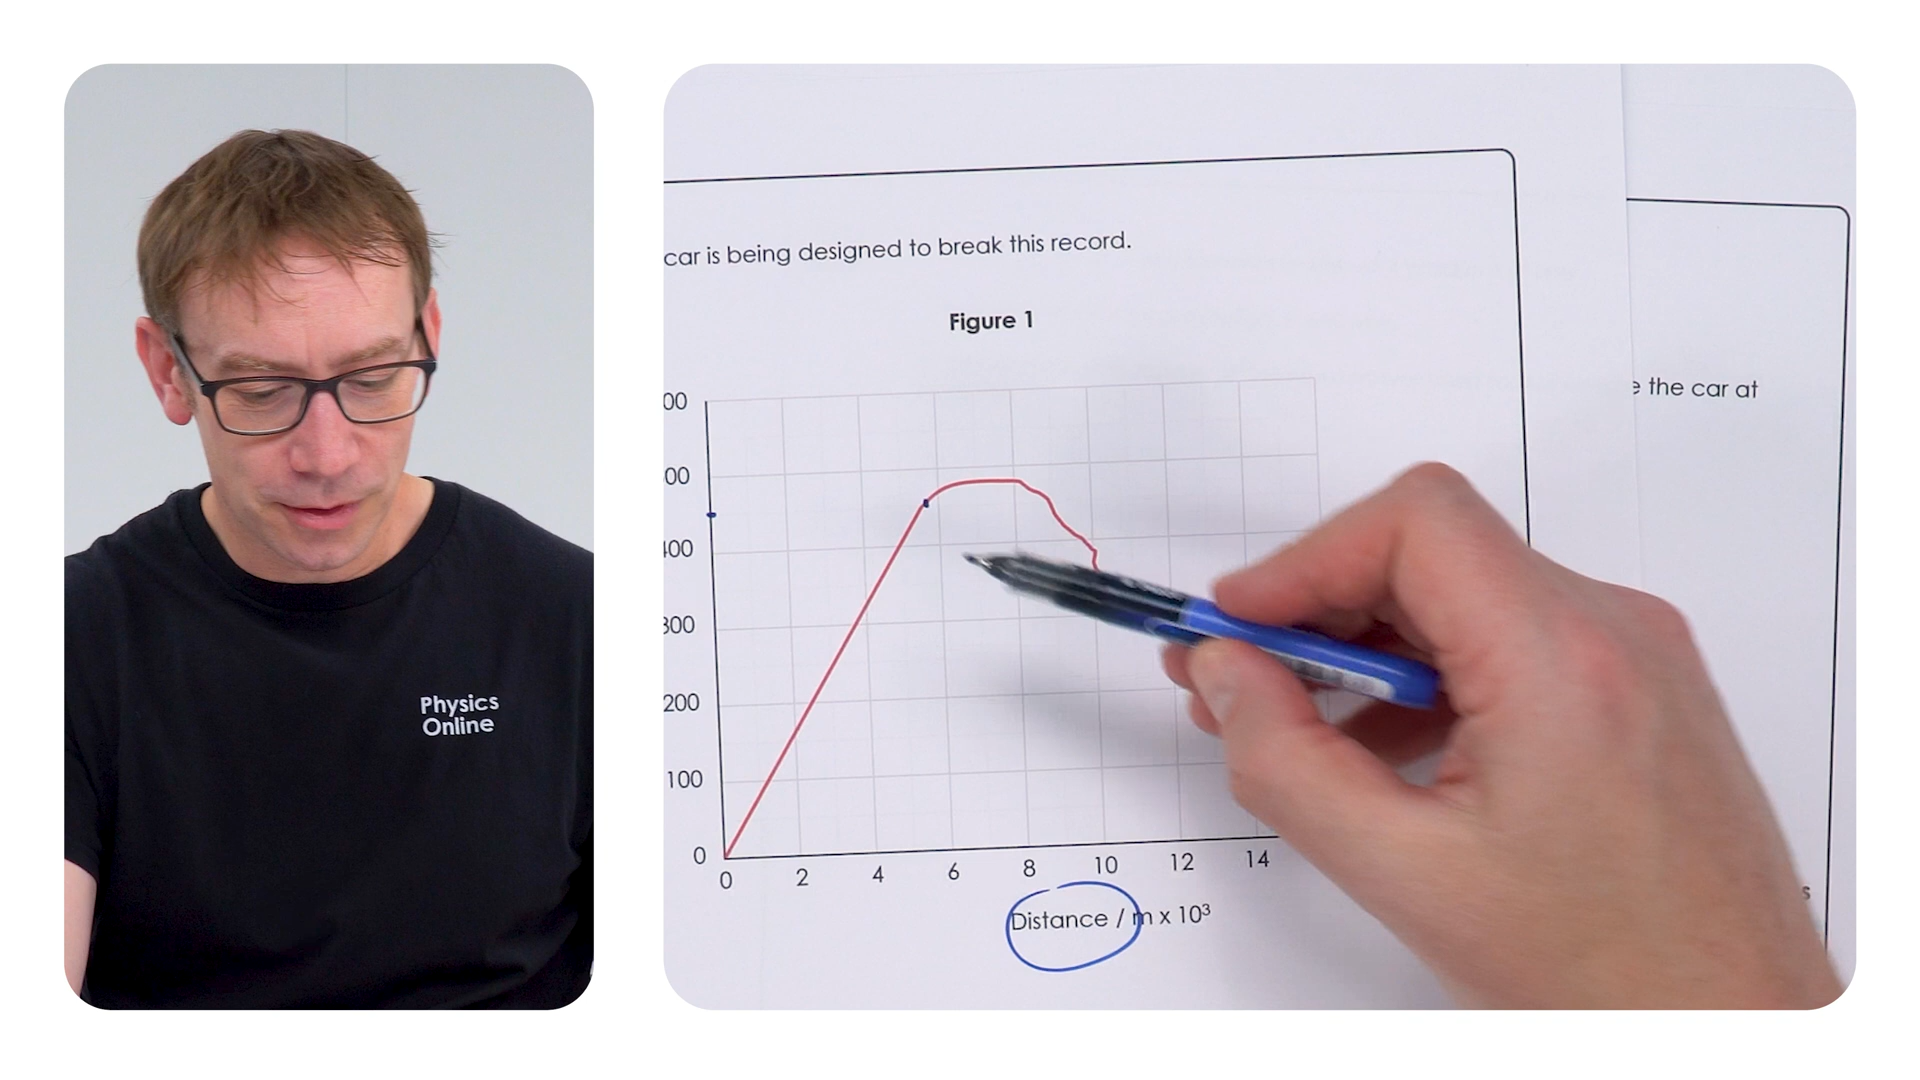 Physics
Online
car is being designed to break this record.
Figure 1
00
00
400
300
200
100
0
0 2 4 6 8 10 12 14
Distance / m x 10³
the car at
s